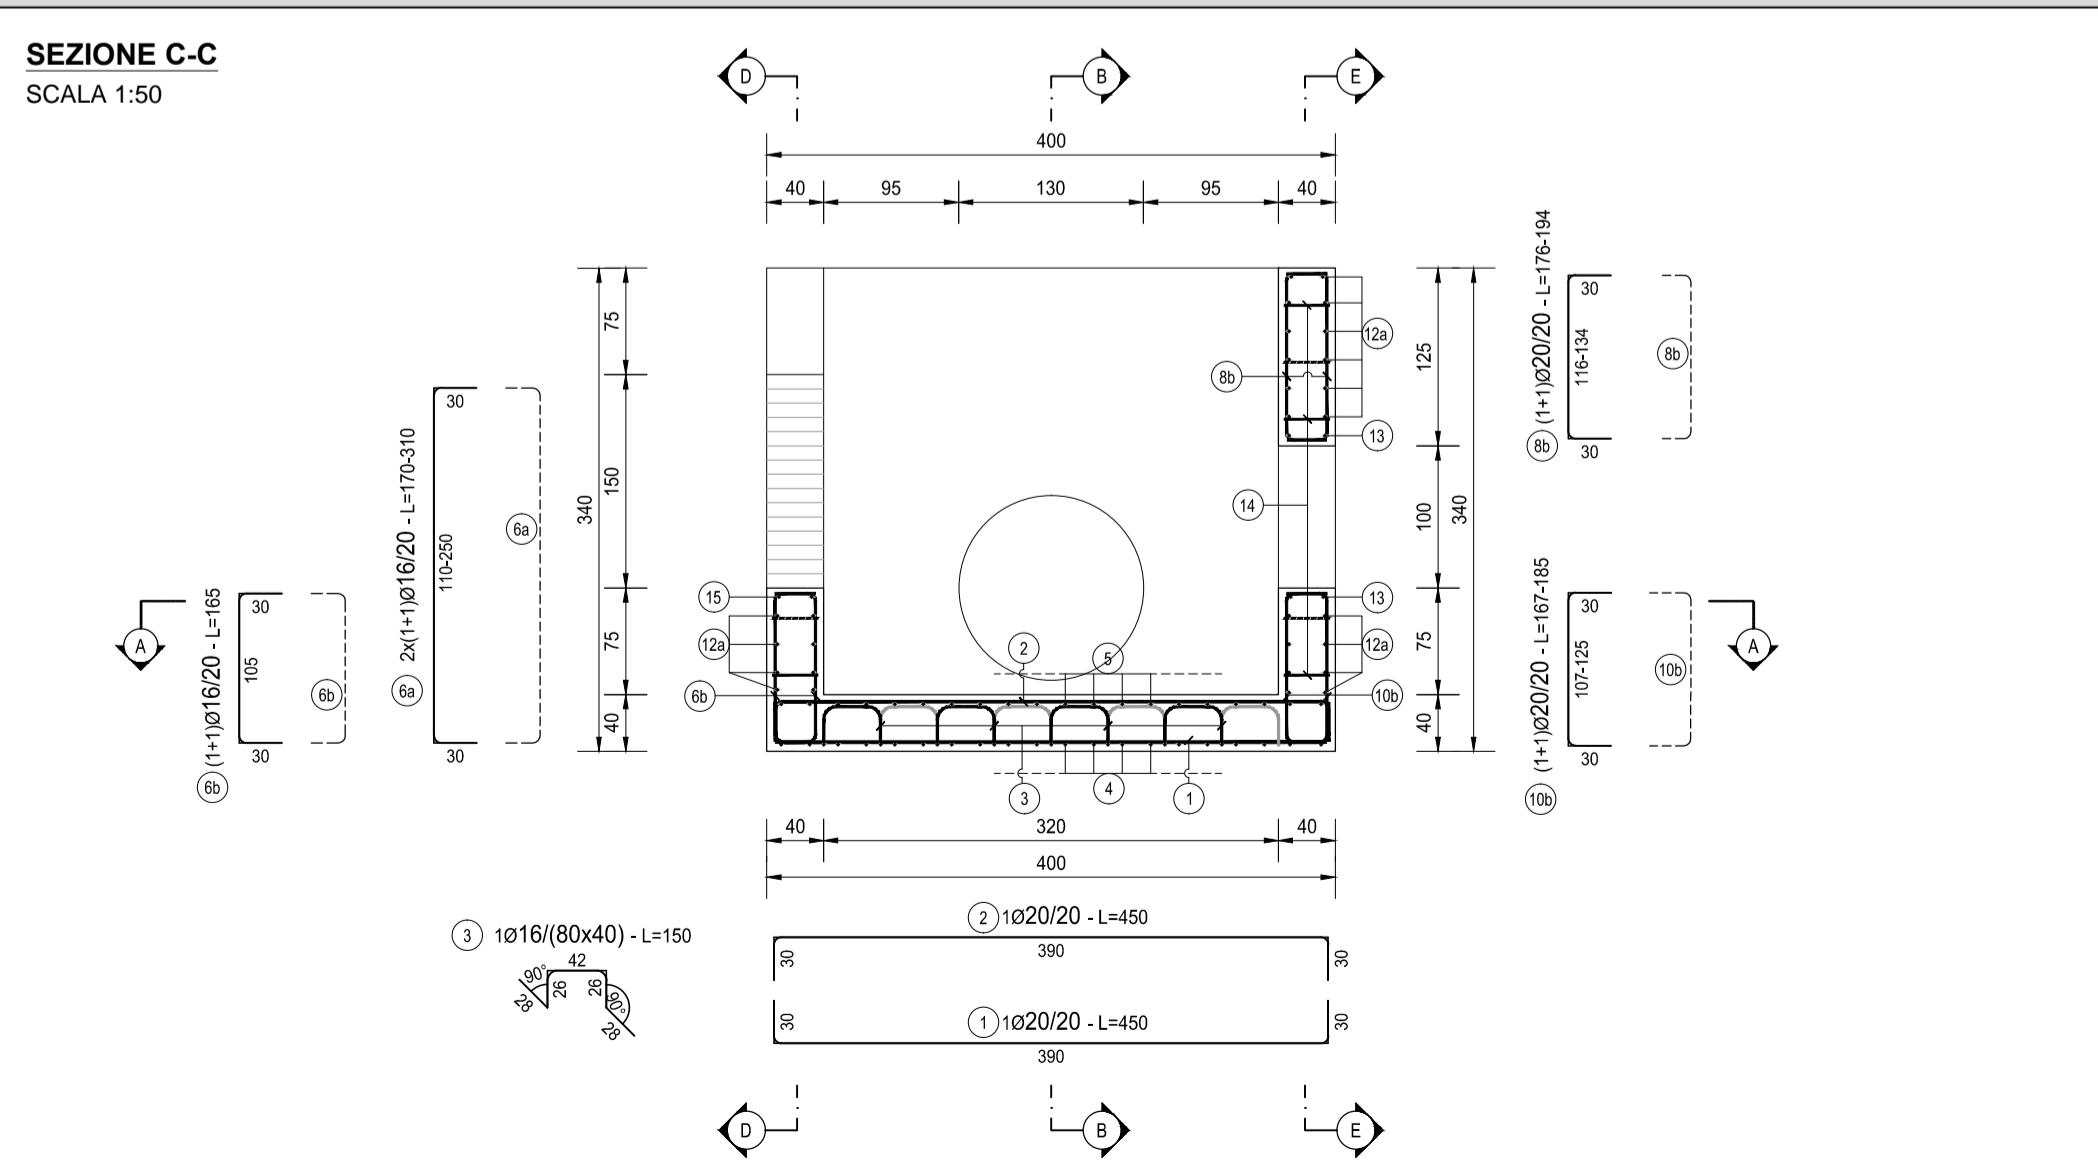 SEZIONE C-C
SCALA 1:50
D
B
E
400
40
95
130
95
40
340
75
150
75
40
125
100
75
40
340
12a
8b
13
14
13
12a
10b
15
12a
6b
2
5
3
4
1
6b (1+1)Ø16/20 - L=165
30
105
30
6b
6a 2x(1+1)Ø16/20 - L=170-310
30
110-250
30
6a
8b (1+1)Ø20/20 - L=176-194
30
116-134
30
8b
10b (1+1)Ø20/20 - L=167-185
30
107-125
30
10b
A
A
40
320
40
400
3 1Ø16/(80x40) - L=150
42
90°
26
26
90°
28
28
2 1Ø20/20 - L=450
30
390
30
1 1Ø20/20 - L=450
30
390
30
D
B
E